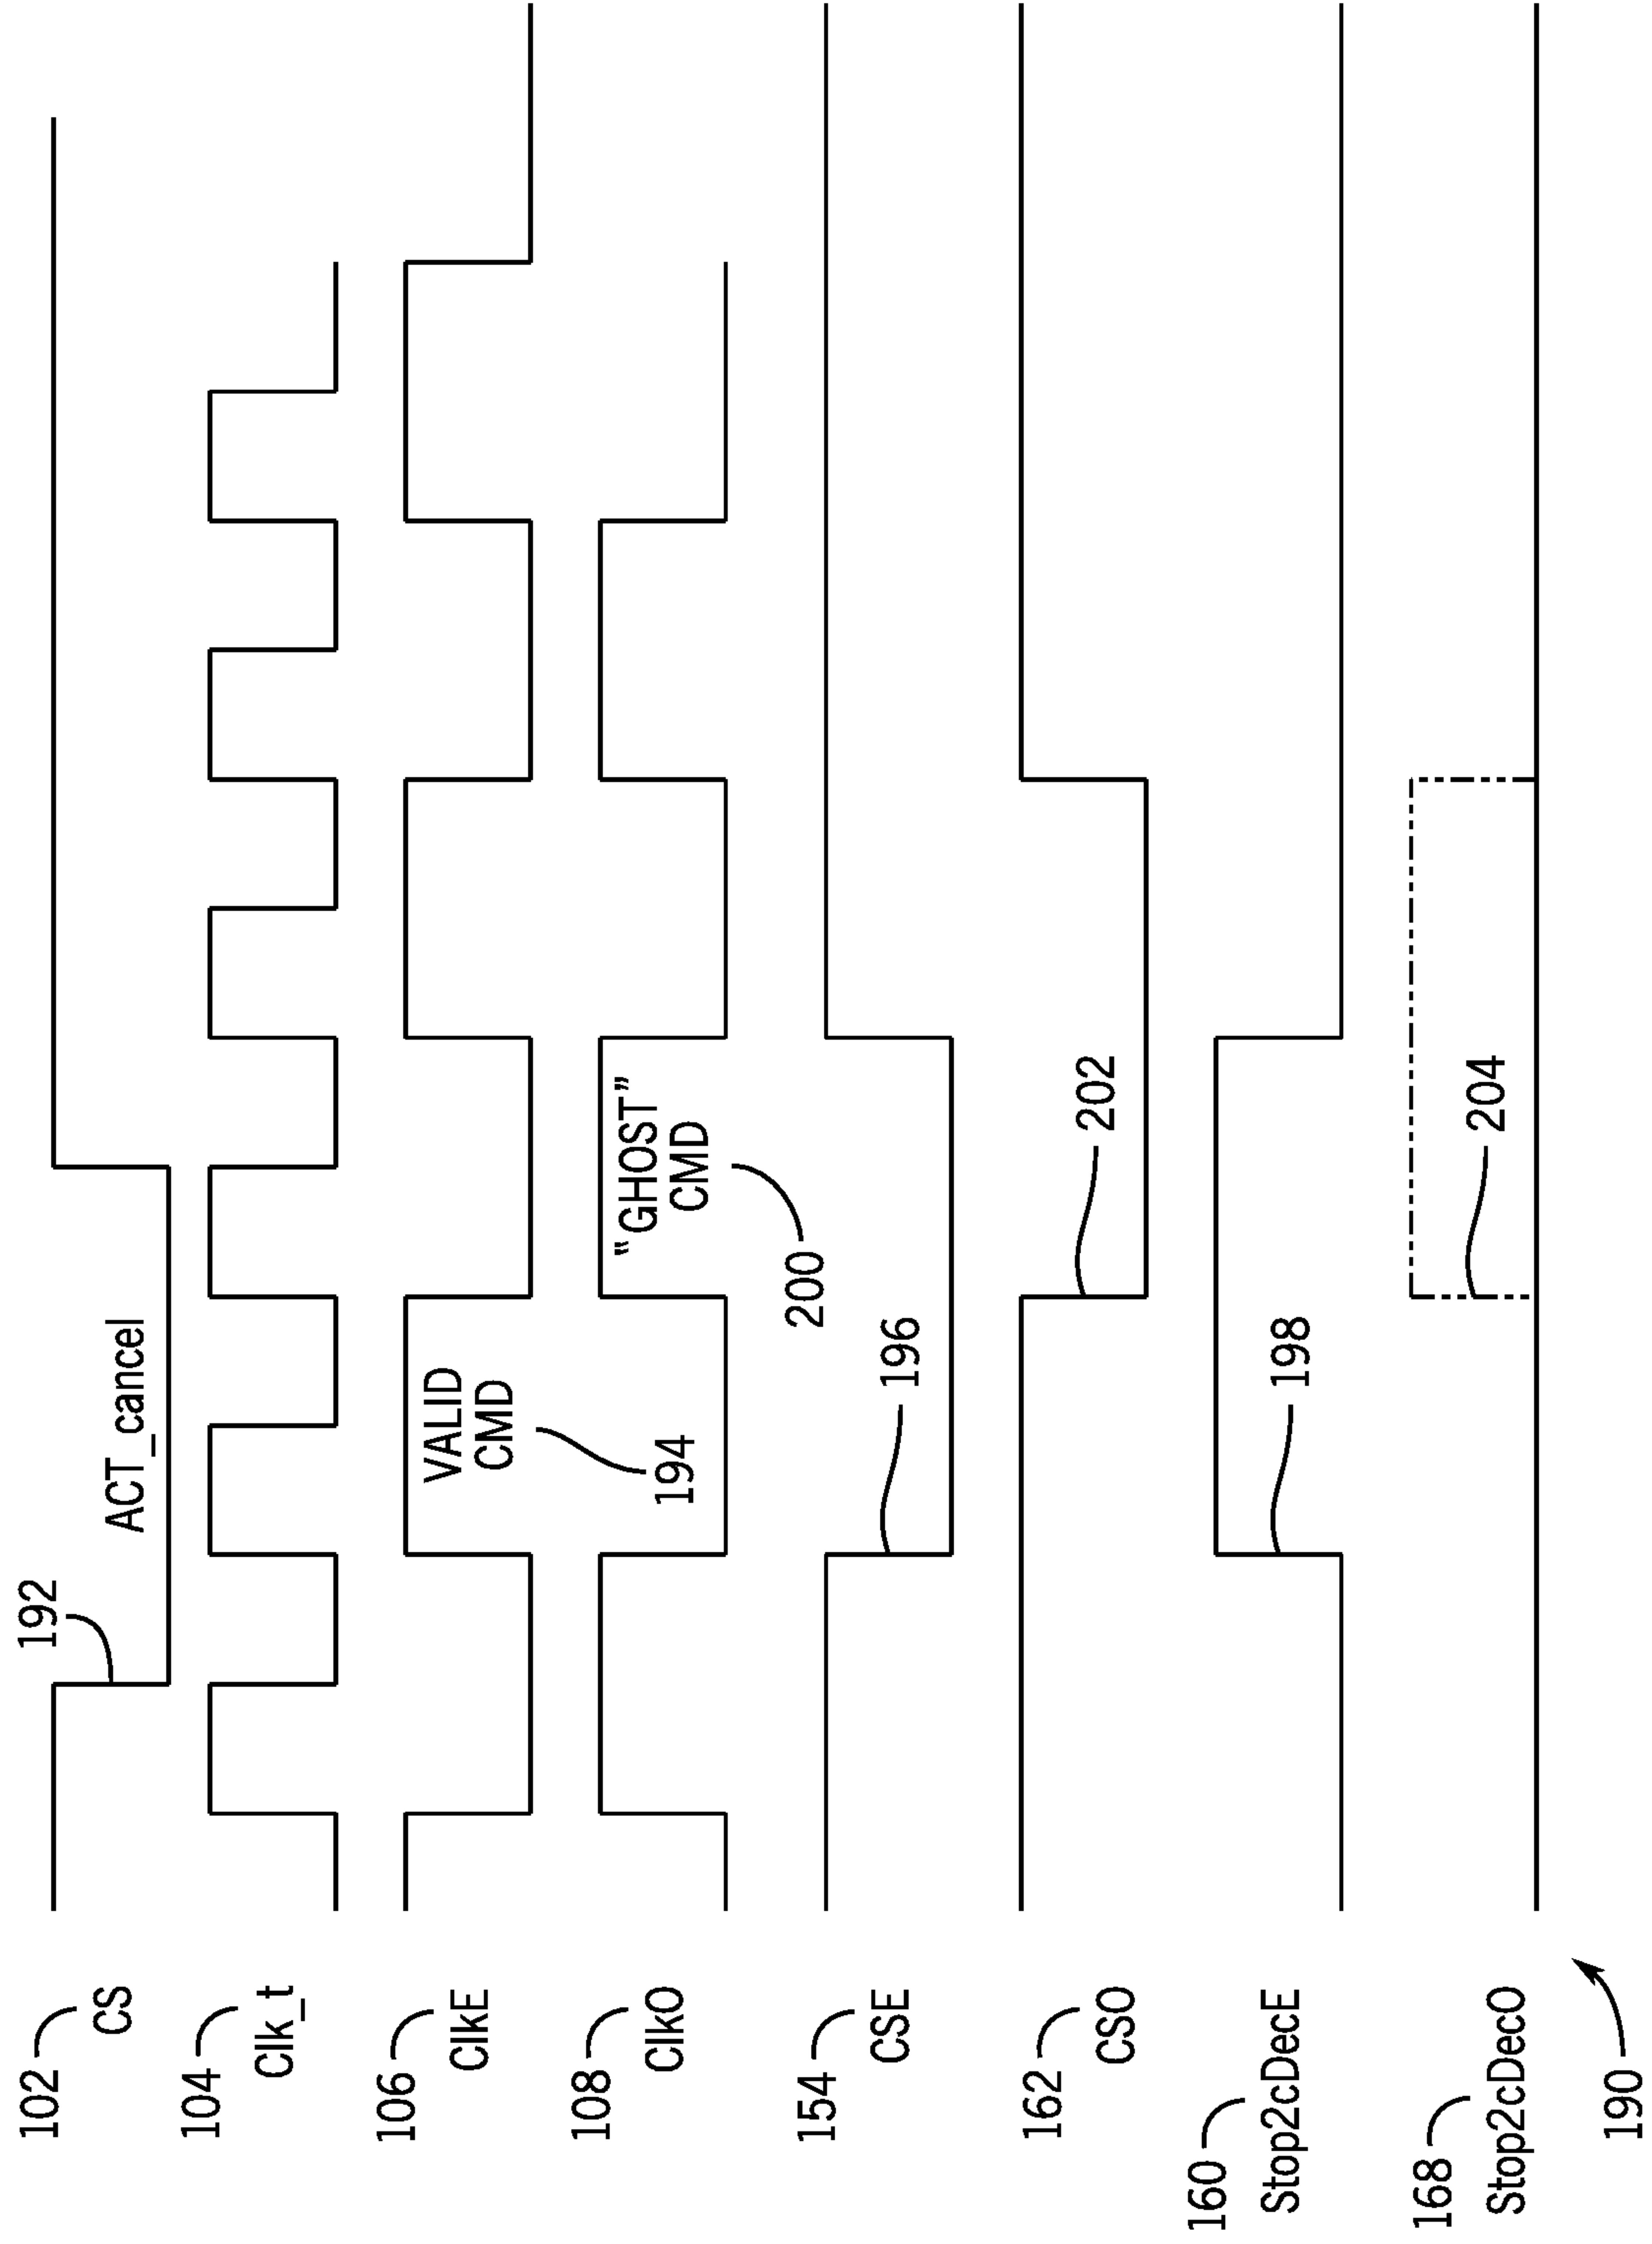 102
CS
192
ACT_cancel
104
Clk_t
106
ClkE
VALID
CMD
194
108
ClkO
"GHOST"
CMD
200
154
CSE
196
162
CSO
202
160
Stop2cDecE
198
168
Stop2cDecO
204
190